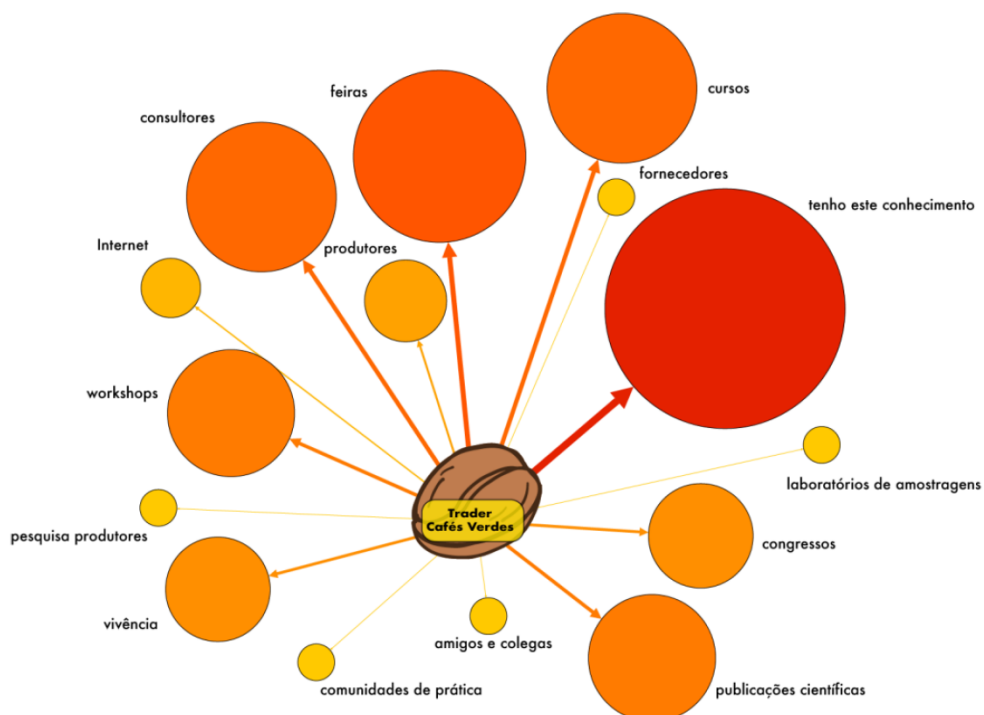 feiras
cursos
consultores
fornecedores
tenho este conhecimento
Internet
produtores
workshops
laboratórios de amostragens
Trader
Cafés Verdes
pesquisa produtores
congressos
vivência
amigos e colegas
comunidades de prática
publicações científicas